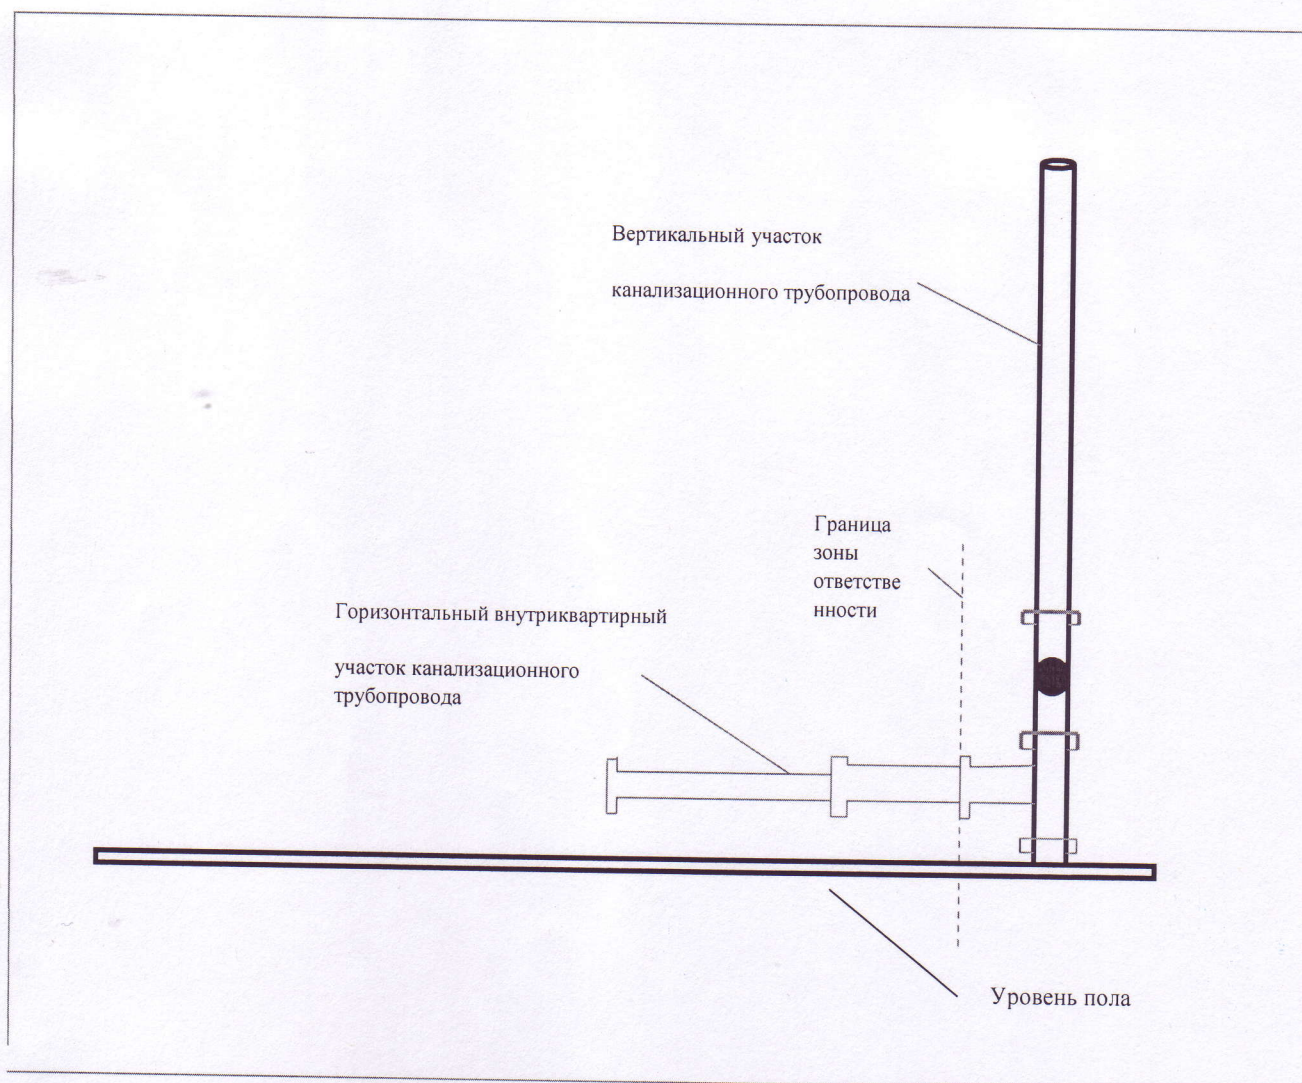 Вертикальный участок
канализационного трубопровода
Граница
зоны
ответстве
нности
Горизонтальный внутриквартирный
участок канализационного
трубопровода
Уровень пола